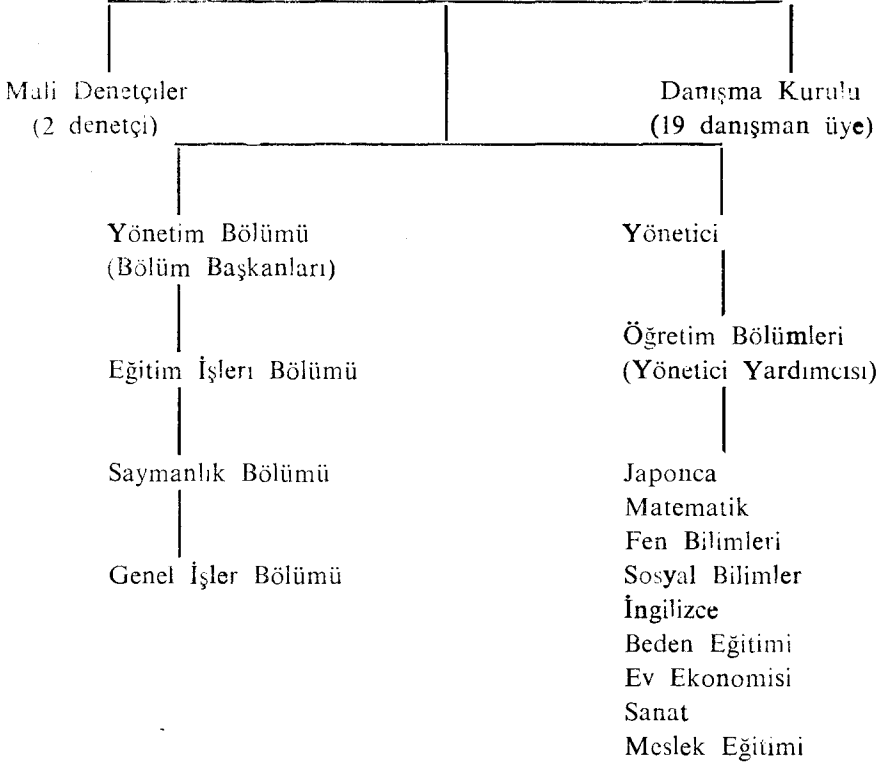 Mali Denetçiler
(2 denetçi)
Danışma Kurulu
(19 danışman üye)
Yönetim Bölümü
(Bölüm Başkanları)
Eğitim İşleri Bölümü
Saymanlık Bölümü
Genel İşler Bölümü
Yönetici
Öğretim Bölümleri
(Yönetici Yardımcısı)
Japonca
Matematik
Fen Bilimleri
Sosyal Bilimler
İngilizce
Beden Eğitimi
Ev Ekonomisi
Sanat
Meslek Eğitimi